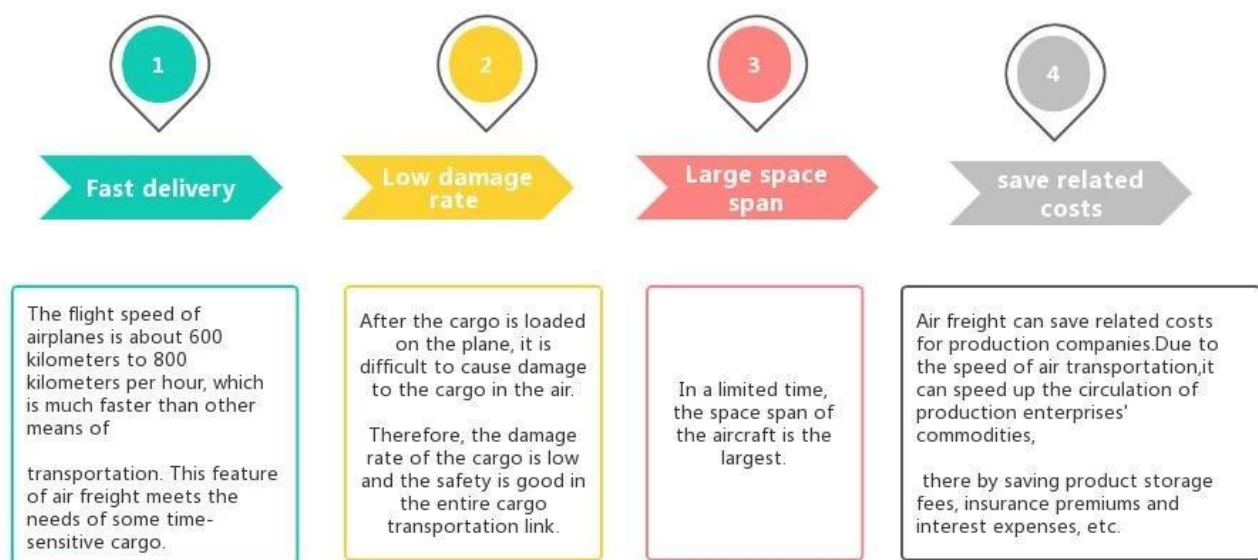 1
Fast delivery
The flight speed of
airplanes is about 600
kilometers to 800
kilometers per hour, which
is much faster than other
means of
transportation. This feature
of air freight meets the
needs of some time-
sensitive cargo.
2
Low damage
rate
After the cargo is loaded
on the plane, it is
difficult to cause damage
to the cargo in the air.
Therefore, the damage
rate of the cargo is low
and the safety is good in
the entire cargo
transportation link.
3
Large space
span
In a limited time,
the space span of
the aircraft is the
largest.
4
save related
costs
Air freight can save related costs
for production companies.Due to
the speed of air transportation,it
can speed up the circulation of
production enterprises'
commodities,
there by saving product storage
fees, insurance premiums and
interest expenses, etc.